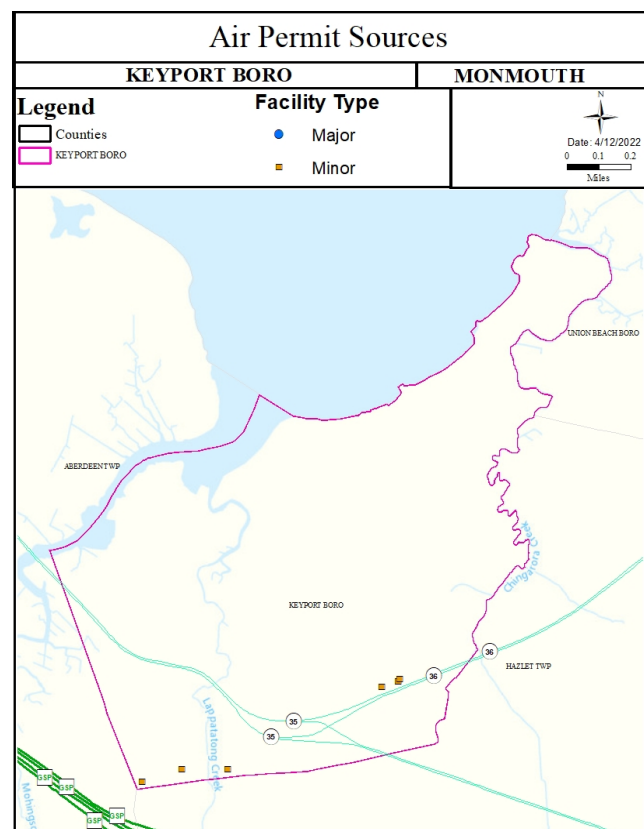 Air Permit Sources
KEYPORT BORO
MONMOUTH
Legend
Counties
KEYPORT BORO
Facility Type
Major
Minor
N
Date: 4/12/2022
0 0.1 0.2
Miles
UNION BEACH BORO
ABERDEEN TWP
Chingarora Creek
KEYPORT BORO
36
HAZLET TWP
36
35
35
Lappatatong Creek
GSP
GSP
GSP
GSP